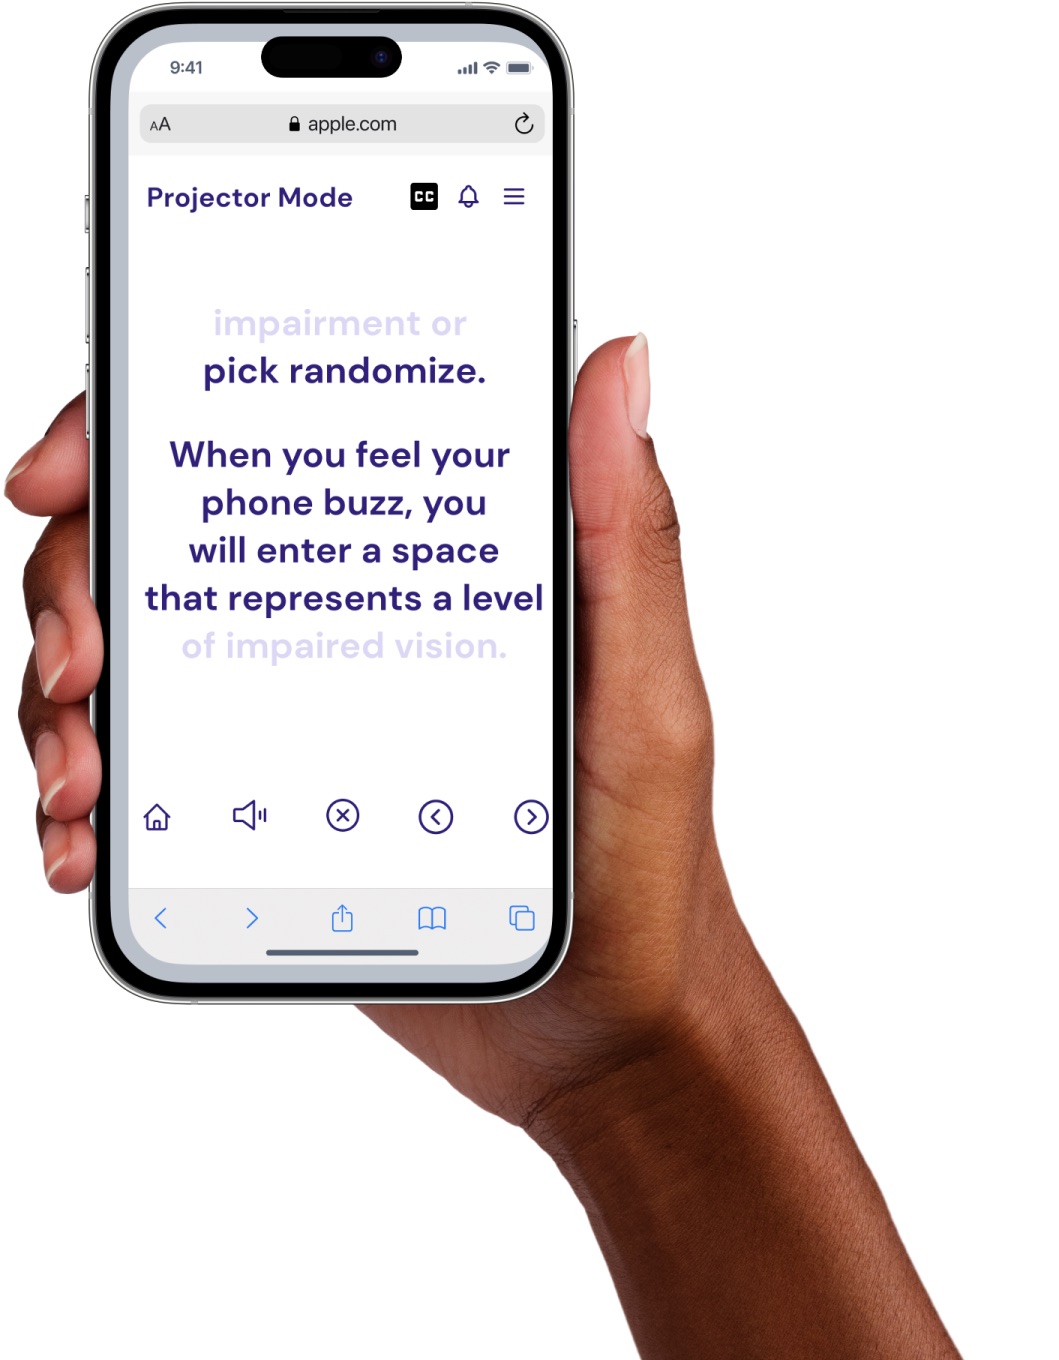 9:41
AA apple.com
Projector Mode CC
impairment or
pick randomize.
When you feel your
phone buzz, you
will enter a space
that represents a level
of impaired vision.